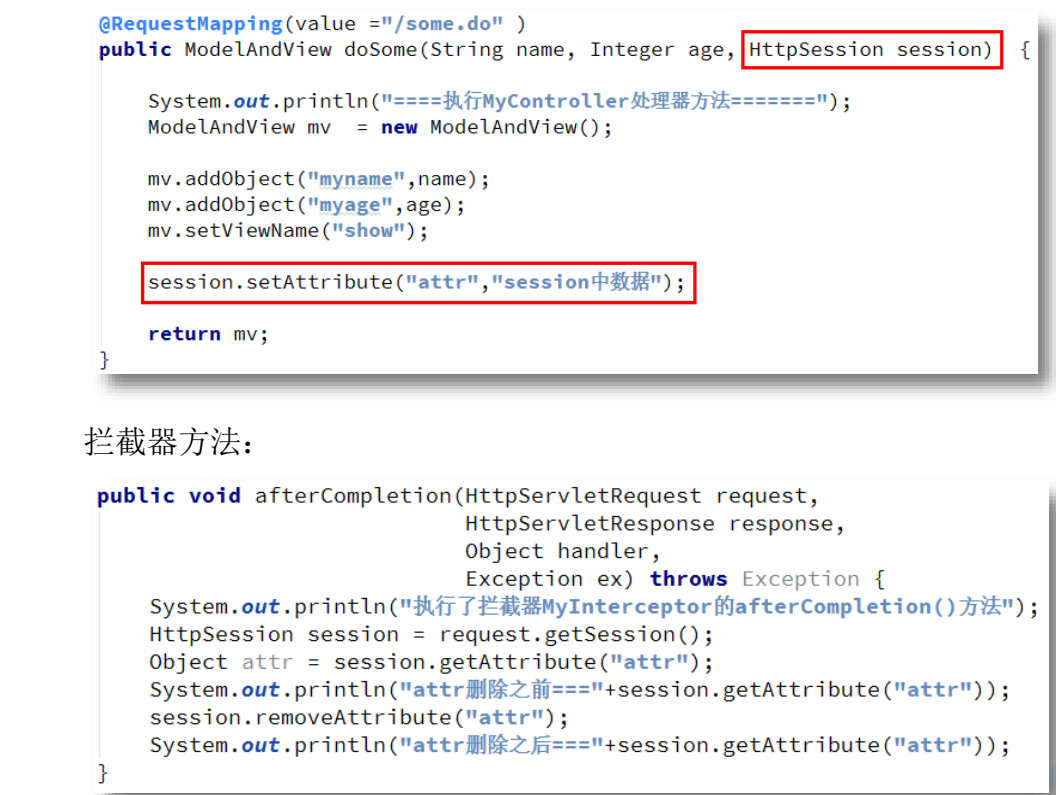 @RequestMapping(value ="/some.do" )
public ModelAndView doSome(String name, Integer age, HttpSession session) {
System.out.println("====执行MyController处理器方法=======");
ModelAndView mv  = new ModelAndView();
mv.addObject("myname",name);
mv.addObject("myage",age);
mv.setViewName("show");
session.setAttribute("attr","session中数据");
return mv;
}
拦截器方法：
public void afterCompletion(HttpServletRequest request,
HttpServletResponse response,
Object handler,
Exception ex) throws Exception {
System.out.println("执行了拦截器MyInterceptor的afterCompletion()方法");
HttpSession session = request.getSession();
Object attr = session.getAttribute("attr");
System.out.println("attr删除之前==="+session.getAttribute("attr"));
session.removeAttribute("attr");
System.out.println("attr删除之后==="+session.getAttribute("attr"));
}